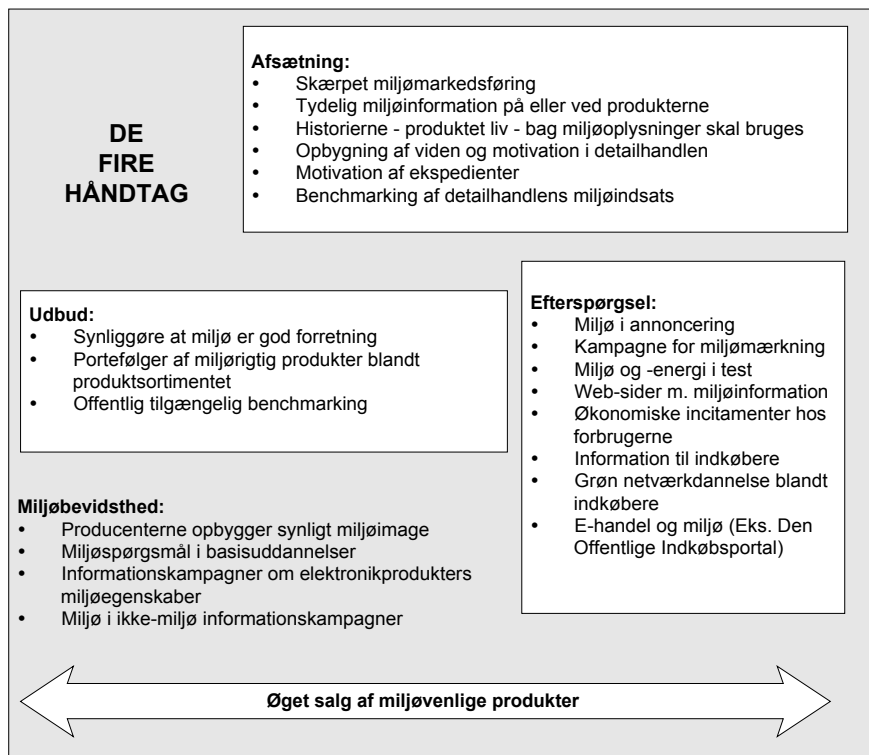 DE
FIRE
HÅNDTAG
Afsætning:
• Skærpet miljømarkedsføring
• Tydelig miljøinformation på eller ved produkterne
• Historierne - produktet liv - bag miljøoplysninger skal bruges
• Opbygning af viden og motivation i detailhandlen
• Motivation af ekspedienter
• Benchmarking af detailhandlens miljøindsats
Udbud:
• Synliggøre at miljø er god forretning
• Portefølger af miljørigtig produkter blandt
produktsortimentet
• Offentlig tilgængelig benchmarking
Efterspørgsel:
• Miljø i annoncering
• Kampagne for miljømærkning
• Miljø og -energi i test
• Web-sider m. miljøinformation
• Økonomiske incitamenter hos
forbrugerne
• Information til indkøbere
• Grøn netværkdannelse blandt
indkøbere
• E-handel og miljø (Eks. Den
Offentlige Indkøbsportal)
Miljøbevidsthed:
• Producenterne opbygger synligt miljøimage
• Miljøspørgsmål i basisuddannelser
• Informationskampagner om elektronikprodukters
miljøegenskaber
• Miljø i ikke-miljø informationskampagner
Øget salg af miljøvenlige produkter